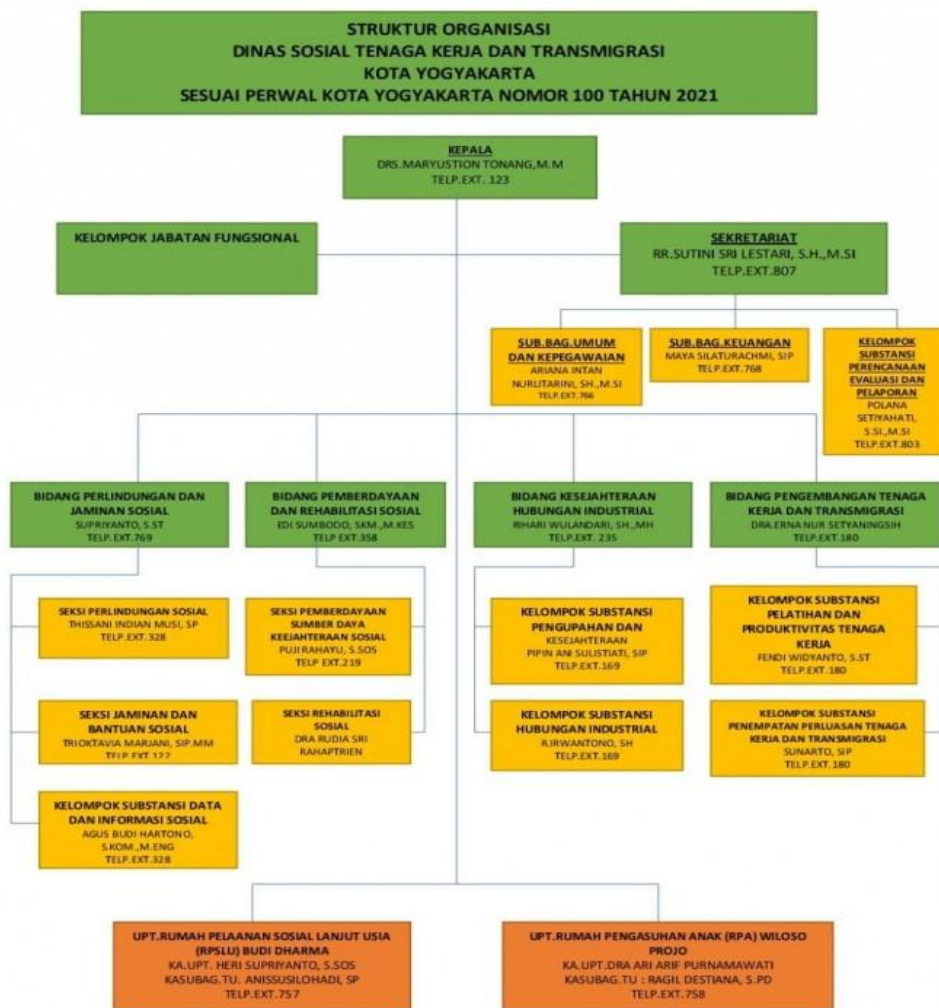 STRUKTUR ORGANISASI
DINAS SOSIAL TENAGA KERJA DAN TRANSMIGRASI
KOTA YOGYAKARTA
SESUAI PERWAL KOTA YOGYAKARTA NOMOR 100 TAHUN 2021
KEPALA
DRS.MARYUSTION TONANG,M.M
TELP.EXT. 123
KELOMPOK JABATAN FUNGSIONAL
SEKRETARIAT
RR.SUTINI SRI LESTARI, S.H.,M.SI
TELP.EXT.807
SUB.BAG.UMUM
DAN KEPEGAWAIAN
ARIANA INTAN
NURLITARINI, SH.,M.SI
TELP.EXT.766
SUB.BAG.KEUANGAN
MAYA SILATURACHMI, SIP
TELP.EXT.768
KELOMPOK
SUBSTANSI
PERENCANAAN
EVALUASI DAN
PELAPORAN
POLANA
SETIYAHATI,
S.SI.,M.SI
TELP.EXT.803
BIDANG PERLINDUNGAN DAN
JAMINAN SOSIAL
SUPRIYANTO, S.ST
TELP.EXT.769
BIDANG PEMBERDAYAAN
DAN REHABILITASI SOSIAL
EDI SUMBODO, SKM.,M.KES
TELP EXT.358
BIDANG KESEJAHTERAAN
HUBUNGAN INDUSTRIAL
RIHARI WULANDARI, SH.,MH
TELP.EXT. 235
BIDANG PENGEMBANGAN TENAGA
KERJA DAN TRANSMIGRASI
DRA.ERNA NUR SETYANINGSIH
TELP.EXT.180
SEKSI PERLINDUNGAN SOSIAL
THISSANI INDIAN MUSI, SP
TELP.EXT.328
SEKSI JAMINAN DAN
BANTUAN SOSIAL
TRIOKTAVIA MARJANI, SIP.MM
TELP EXT.122
KELOMPOK SUBSTANSI DATA
DAN INFORMASI SOSIAL
AGUS BUDI HARTONO,
S.KOM.,M.ENG
TELP.EXT.328
SEKSI PEMBERDAYAAN
SUMBER DAYA
KEEJAHTERAAN SOSIAL
PUJI RAHAYU, S.SOS
TELP EXT.219
SEKSI REHABILITASI
SOSIAL
DRA RUDIA SRI
RAHAPTRIEN
KELOMPOK SUBSTANSI
PENGUPAHAN DAN
KESEJAHTERAAN
PIPIN ANI SULISTIATI, SIP
TELP.EXT.169
KELOMPOK SUBSTANSI
HUBUNGAN INDUSTRIAL
R.IRWANTONO, SH
TELP.EXT.169
KELOMPOK SUBSTANSI
PELATIHAN DAN
PRODUKTIVITAS TENAGA
KERJA
FENDI WIDYANTO, S.ST
TELP.EXT.180
KELOMPOK SUBSTANSI
PENEMPATAN PERLUASAN TENAGA
KERJA DAN TRANSMIGRASI
SUNARTO, SIP
TELP.EXT.180
UPT.RUMAH PELAANAN SOSIAL LANJUT USIA
(RPSLU) BUDI DHARMA
KA.UPT. HERI SUPRIYANTO, S.SOS
KASUBAG.TU. ANISSUSILOHADI, SP
TELP.EXT.757
UPT.RUMAH PENGASUHAN ANAK (RPA) WILOSO
PROJO
KA.UPT.DRA ARI ARIF PURNAMAWATI
KASUBAG.TU : RAGIL DESTIANA, S.PD
TELP.EXT.758